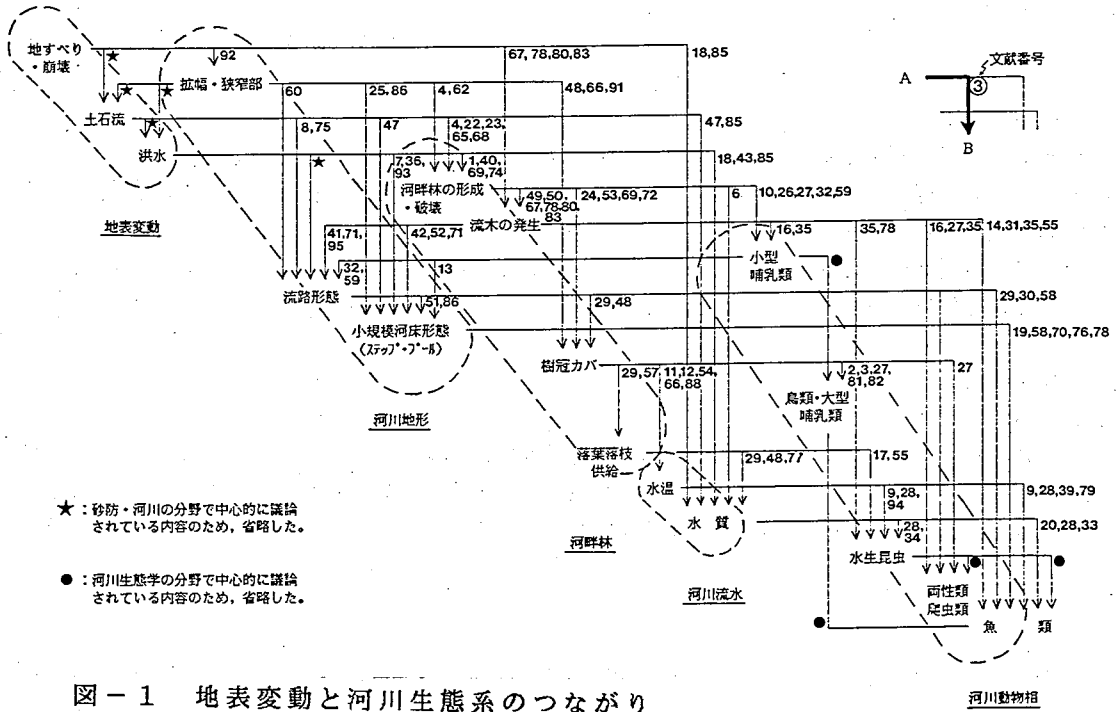 地すべり
・崩壊
★
92
67,78,80,83
18,85
文献番号
③
A
B
拡幅・狭窄部
★
★
60
25,86
4,62
48,66,91
土石流
★
8,75
47
4,22,23,
65,68
47,85
洪水
★
7,36,
93
1,40,
69,74
18,43,85
河畔林の形成
・破壊
49,50,
67,78-80,
83
24,53,69,72
6
10,26,27,32,59
地表変動
流木の発生
41,71,
95
42,52,71
16,35
35,78
16,27,35
14,31,35,55
32,
59
13
小型
哺乳類
●
流路形態
51,86
29,48
29,30,58
小規模河床形態
(ステップ・プール)
19,58,70,76,78
樹冠カバー
29,57
11,12,54,
66,88
2,3,27,
81,82
27
鳥類・大型
哺乳類
河川地形
落葉落枝
供給
29,48,77
17,55
水温
9,28,
94
9,28,39,79
水質
28,
34
20,28,33
★:砂防・河川の分野で中心的に議論
されている内容のため,省略した。
河畔林
水生昆虫
●
●
●:河川生態学の分野で中心的に議論
されている内容のため,省略した。
河川流水
両性類
爬虫類
●
魚類
図-1 地表変動と河川生態系のつながり
河川動物相